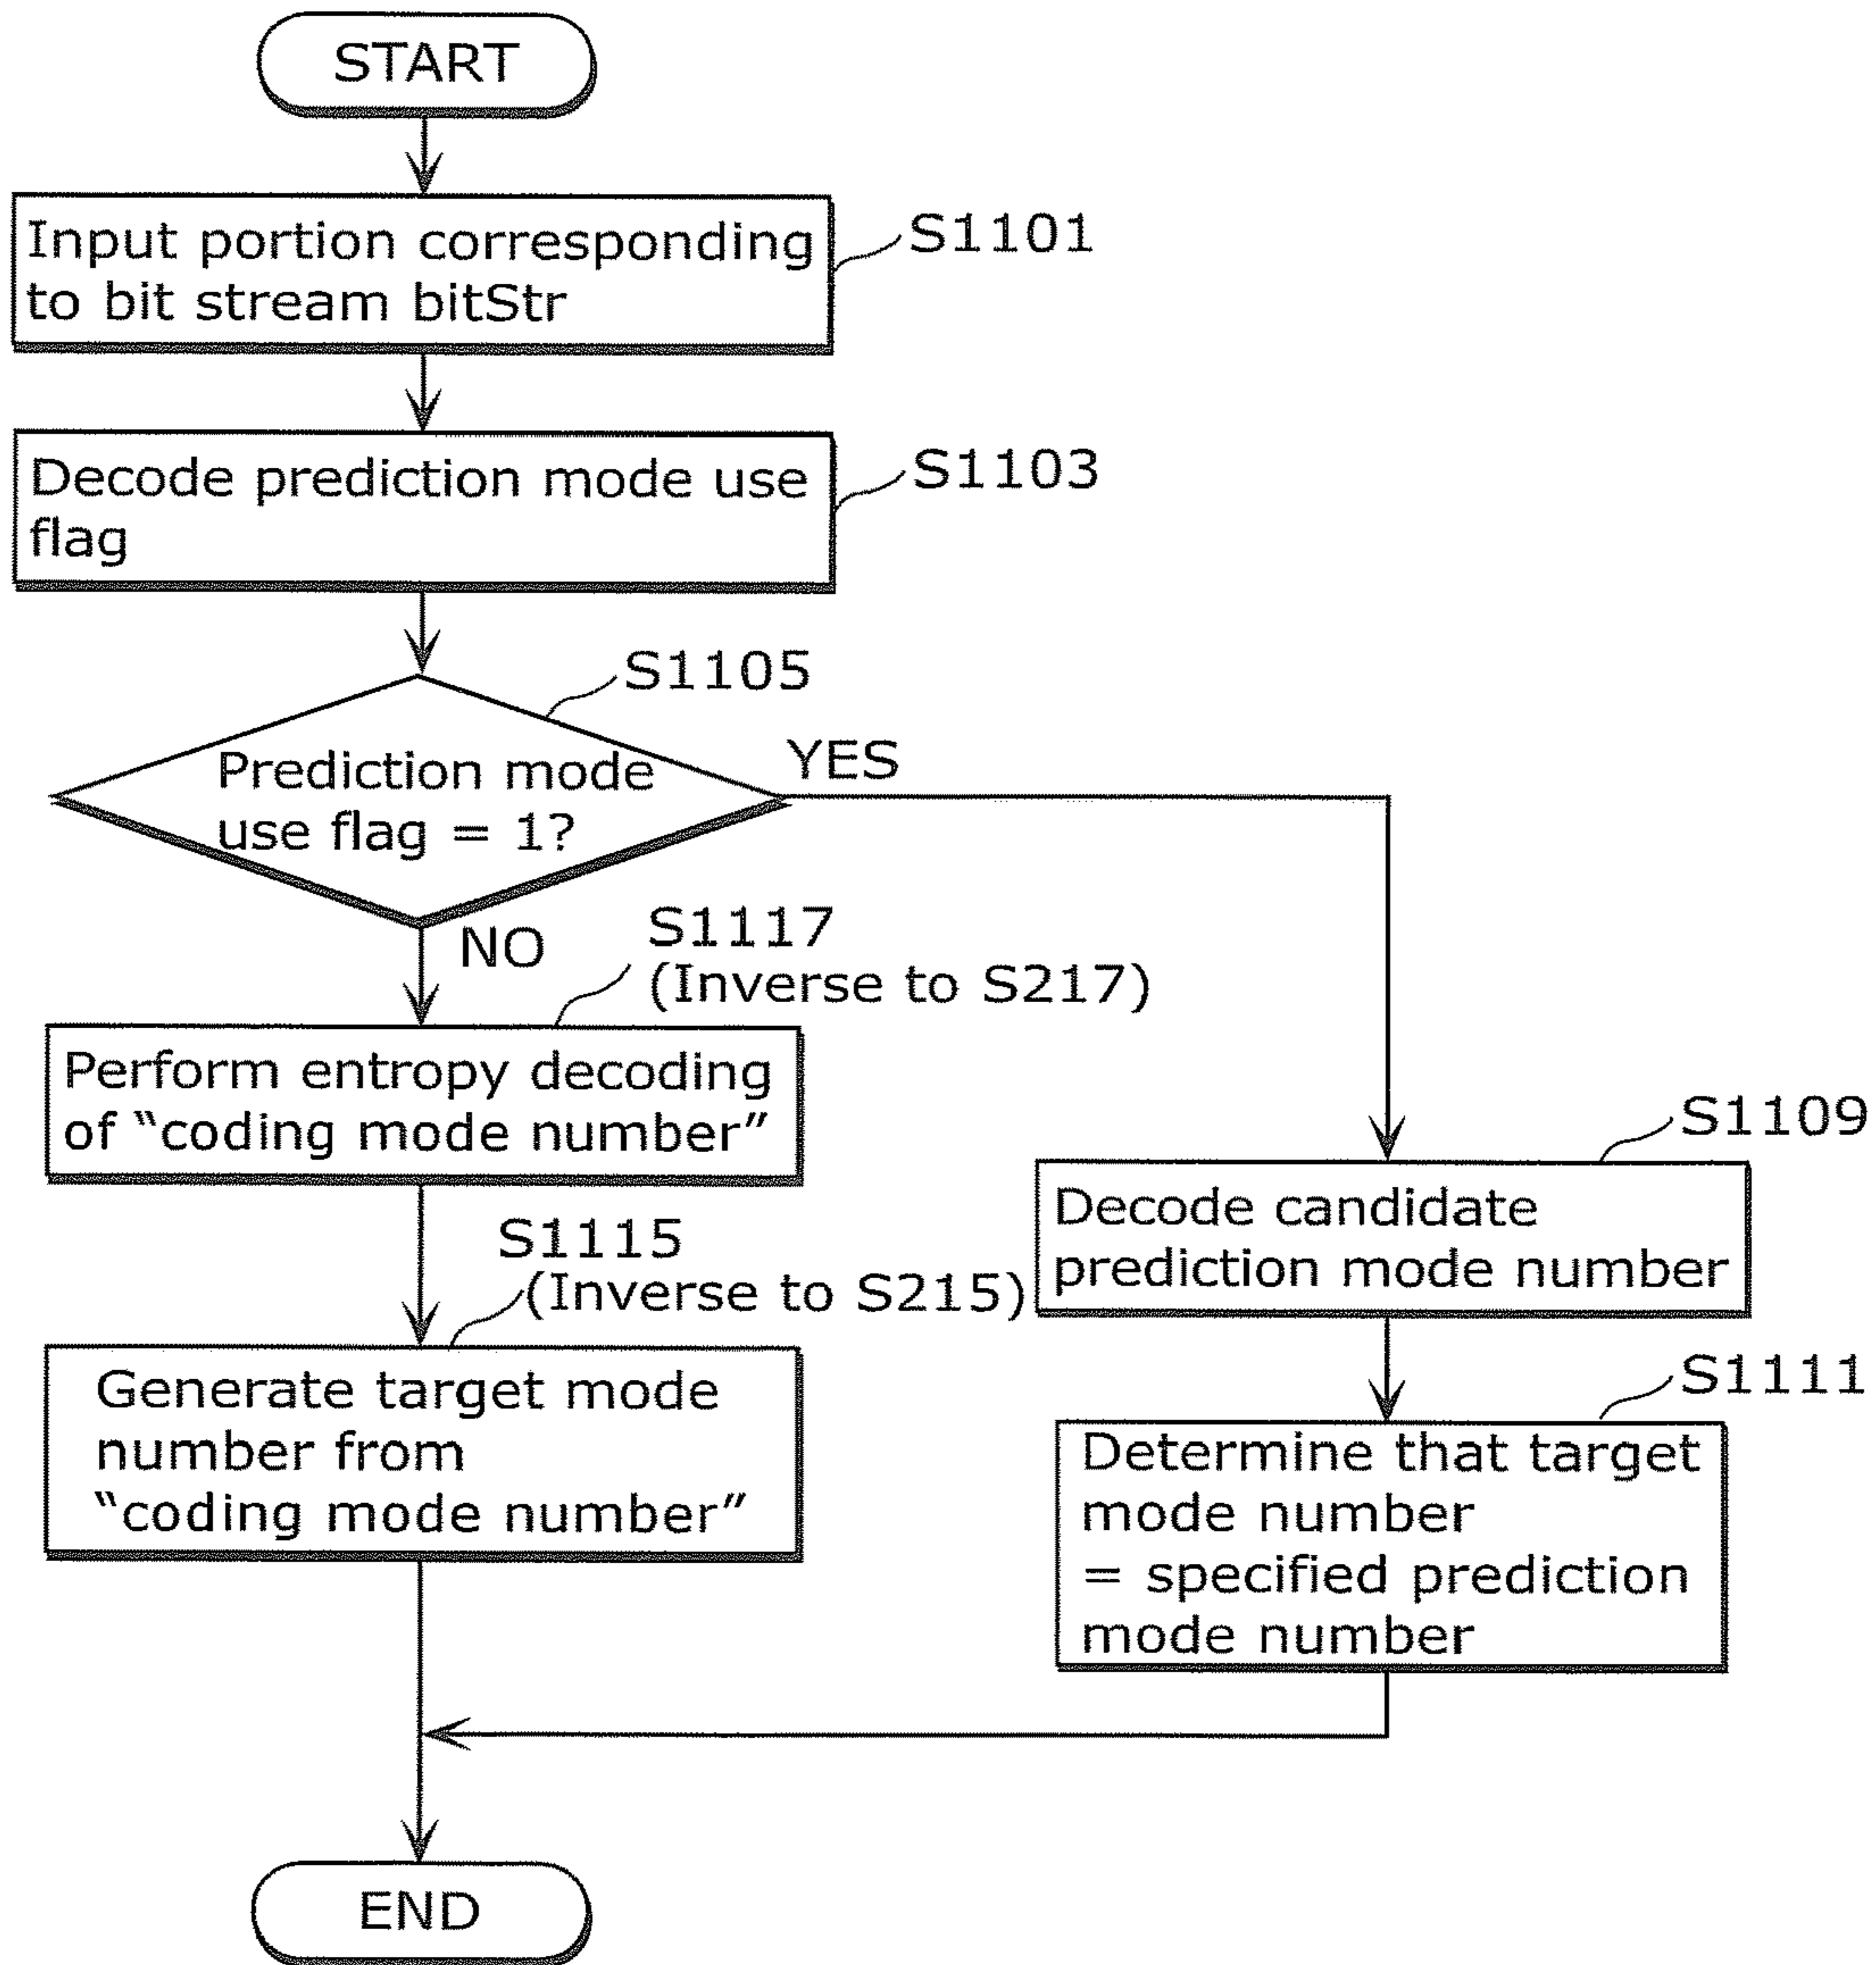 START
Input portion corresponding
to bit stream bitStr
S1101
Decode prediction mode use
flag
S1103
S1105
Prediction mode
use flag = 1?
YES
NO
S1117
(Inverse to S217)
Perform entropy decoding
of “coding mode number”
S1109
Decode candidate
prediction mode number
S1115
(Inverse to S215)
Generate target mode
number from
“coding mode number”
S1111
Determine that target
mode number
= specified prediction
mode number
END